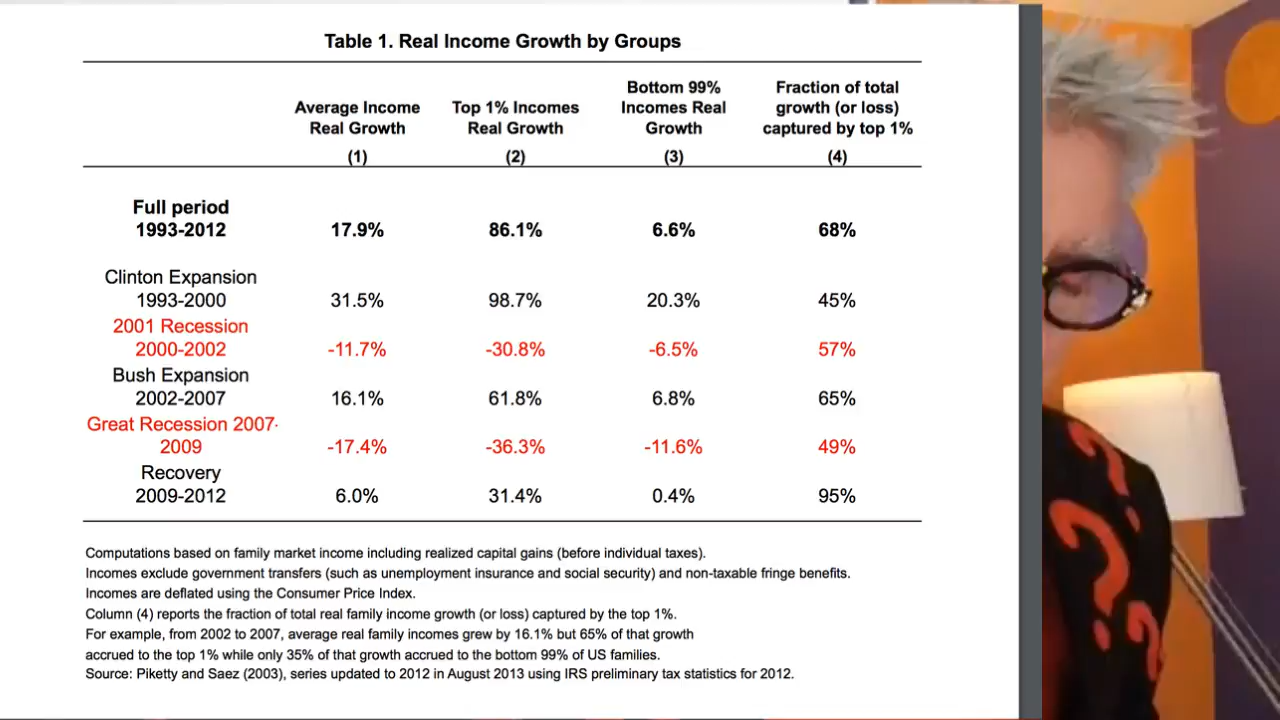 Table 1. Real Income Growth by Groups
Average Income Real Growth
Top 1% Incomes Real Growth
Bottom 99% Incomes Real Growth
Fraction of total growth (or loss) captured by top 1%
(1) (2) (3) (4)
Full period
1993-2012 17.9% 86.1% 6.6% 68%
Clinton Expansion
1993-2000 31.5% 98.7% 20.3% 45%
2001 Recession
2000-2002 -11.7% -30.8% -6.5% 57%
Bush Expansion
2002-2007 16.1% 61.8% 6.8% 65%
Great Recession 2007-
2009 -17.4% -36.3% -11.6% 49%
Recovery
2009-2012 6.0% 31.4% 0.4% 95%
Computations based on family market income including realized capital gains (before individual taxes).
Incomes exclude government transfers (such as unemployment insurance and social security) and non-taxable fringe benefits.
Incomes are deflated using the Consumer Price Index.
Column (4) reports the fraction of total real family income growth (or loss) captured by the top 1%.
For example, from 2002 to 2007, average real family incomes grew by 16.1% but 65% of that growth
accrued to the top 1% while only 35% of that growth accrued to the bottom 99% of US families.
Source: Piketty and Saez (2003), series updated to 2012 in August 2013 using IRS preliminary tax statistics for 2012.